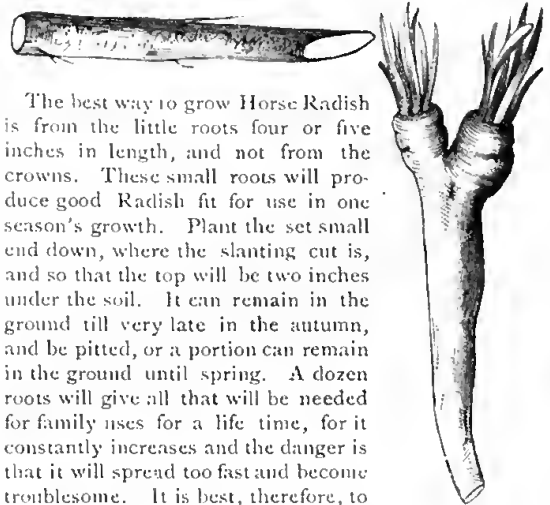 The best way to grow Horse Radish
is from the little roots four or five
inches in length, and not from the
crowns. These small roots will pro-
duce good Radish fit for use in one
season's growth. Plant the set small
end down, where the slanting cut is,
and so that the top will be two inches
under the soil. It can remain in the
ground till very late in the autumn,
and be pitted, or a portion can remain
in the ground until spring. A dozen
roots will give all that will be needed
for family uses for a life time, for it
constantly increases and the danger is
that it will spread too fast and become
troublesome. It is best, therefore, to